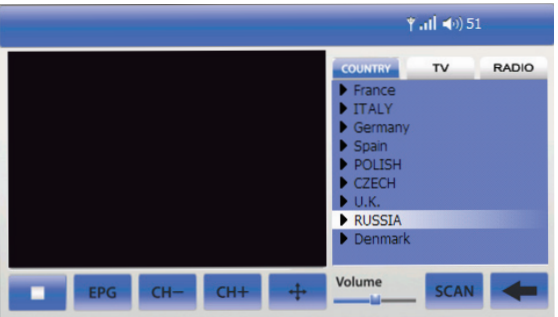 51
COUNTRY TV RADIO
France
ITALY
Germany
Spain
POLISH
CZECH
U.K.
RUSSIA
Denmark
EPG CH− CH+ Volume SCAN